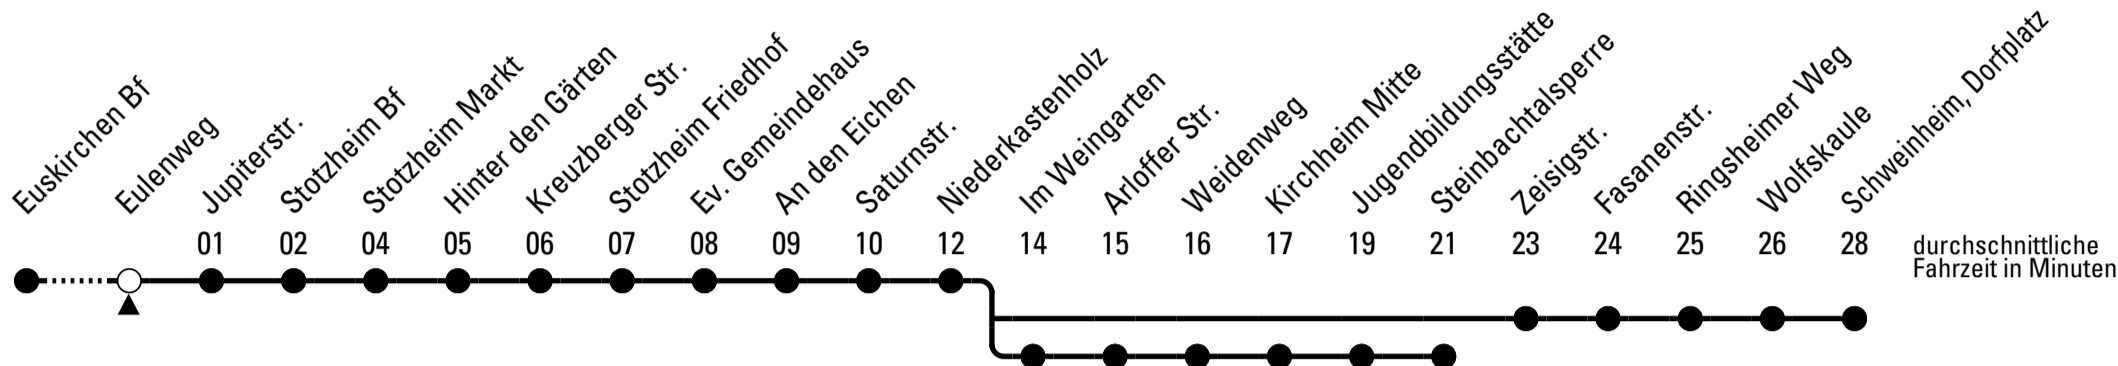 Euskirchen Bf
Eulenweg
Jupiterstr.
Stotzheim Bf
Stotzheim Markt
Hinter den Gärten
Kreuzberger Str.
Stotzheim Friedhof
Ev. Gemeindehaus
An den Eichen
Saturnstr.
Niederkastenholz
Im Weingarten
Arloffer Str.
Weidenweg
Kirchheim Mitte
Jugendbildungsstätte
Steinbachtalsperre
Zeisigstr.
Fasanenstr.
Ringsheimer Weg
Wolfskaule
Schweinheim, Dorfplatz
01 02 04 05 06 07 08 09 10 12 14 15 16 17 19 21 23 24 25 26 28
durchschnittliche
Fahrzeit in Minuten